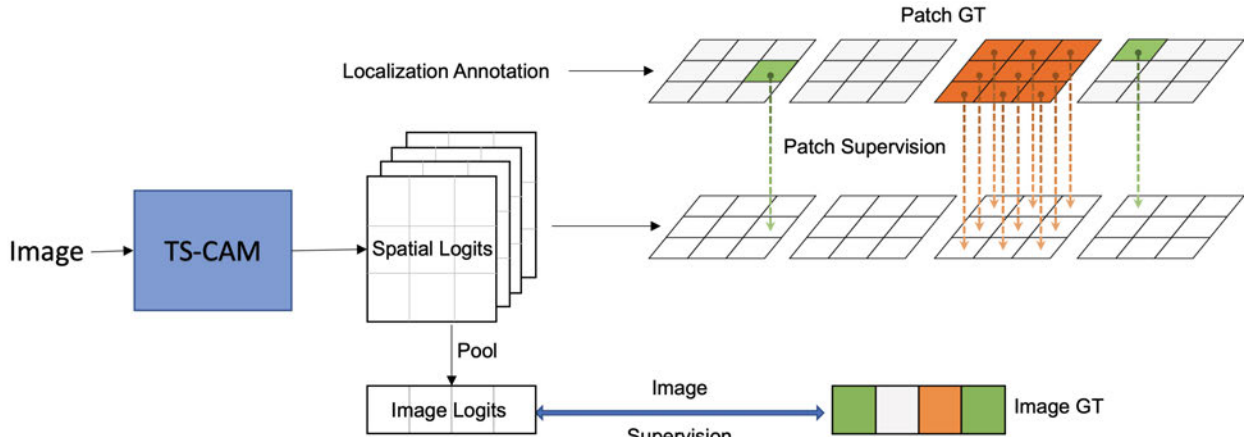 Patch GT
Localization Annotation
Patch Supervision
Image
TS-CAM
Spatial Logits
Pool
Image Logits
Image
Supervision
Image GT